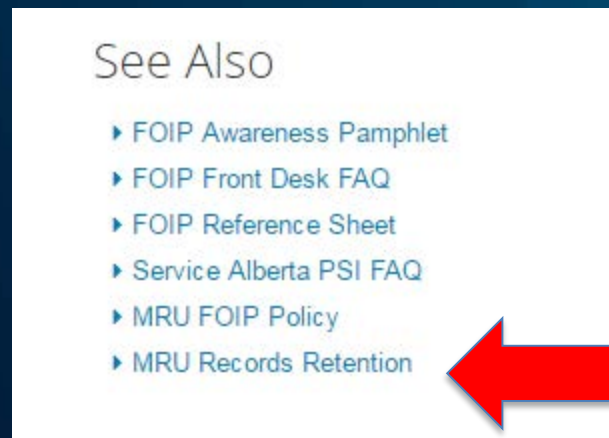 See Also
FOIP Awareness Pamphlet
FOIP Front Desk FAQ
FOIP Reference Sheet
Service Alberta PSI FAQ
MRU FOIP Policy
MRU Records Retention